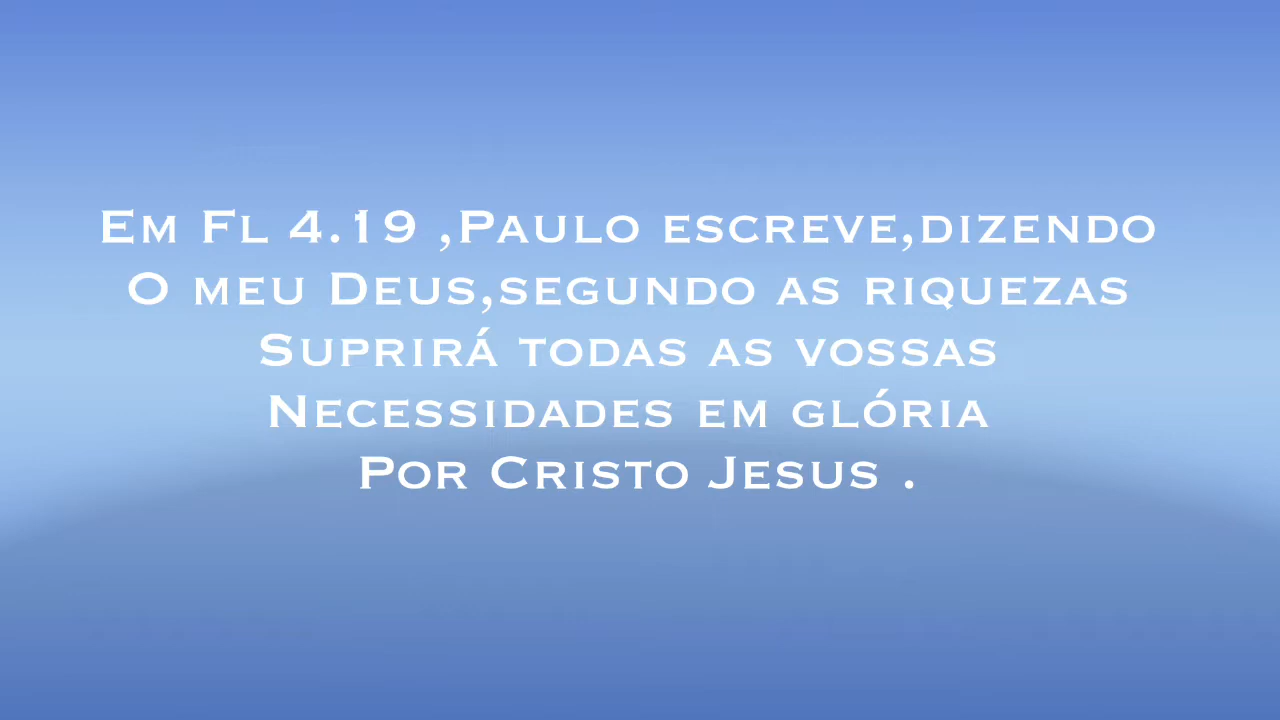 Em Fl 4.19 ,Paulo escreve,dizendo
O meu Deus,segundo as riquezas
Suprirá todas as vossas
Necessidades em glória
Por Cristo Jesus .